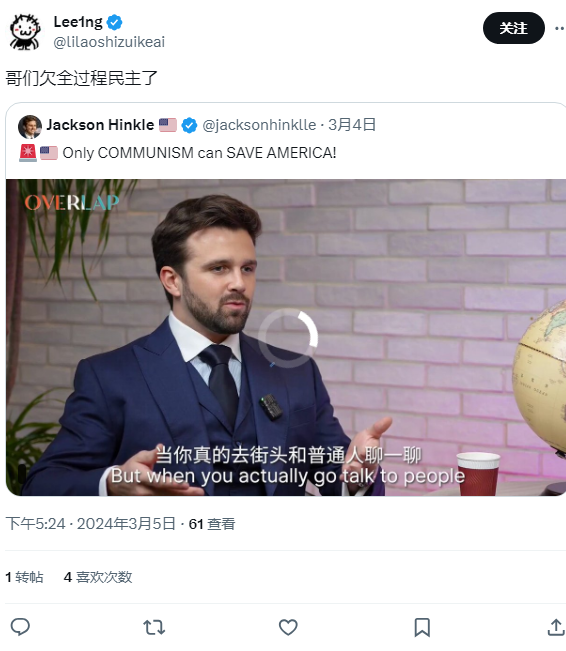 Lee1ng
@lilaoshizuikeai
关注
哥们欠全过程民主了
Jackson Hinkle 🇺🇸 @jacksonhinklle · 3月4日
🚨🇺🇸 Only COMMUNISM can SAVE AMERICA!
OVERLAP
当你真的去街头和普通人聊一聊
But when you actually go talk to people
下午5:24 · 2024年3月5日 · 61 查看
1 转帖 4 喜欢次数